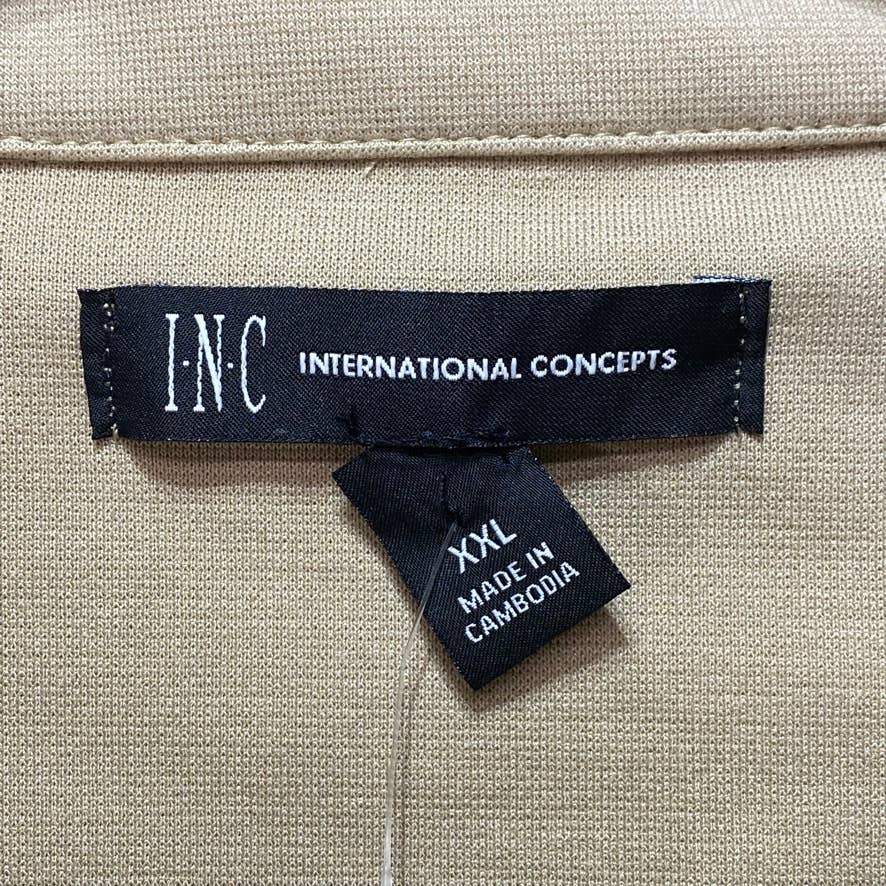 I·N·C INTERNATIONAL CONCEPTS
XXL
MADE IN
CAMBODIA